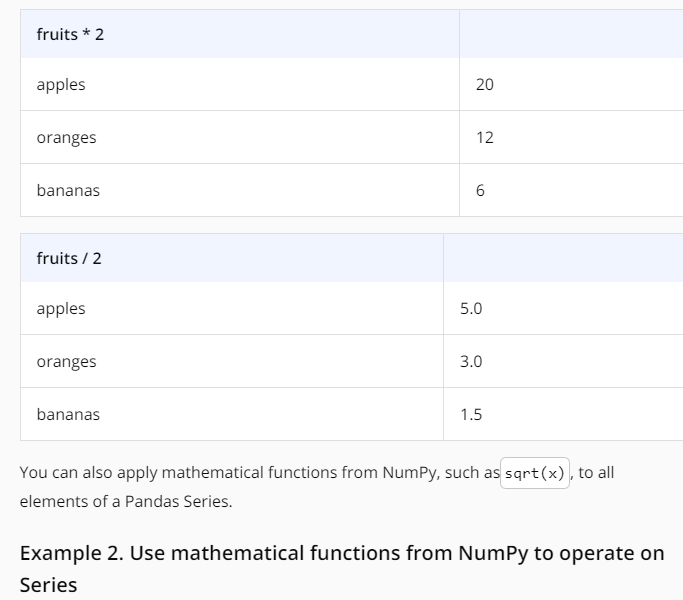 fruits * 2
apples 20
oranges 12
bananas 6
fruits / 2
apples 5.0
oranges 3.0
bananas 1.5
You can also apply mathematical functions from NumPy, such as sqrt(x), to all
elements of a Pandas Series.
Example 2. Use mathematical functions from NumPy to operate on
Series